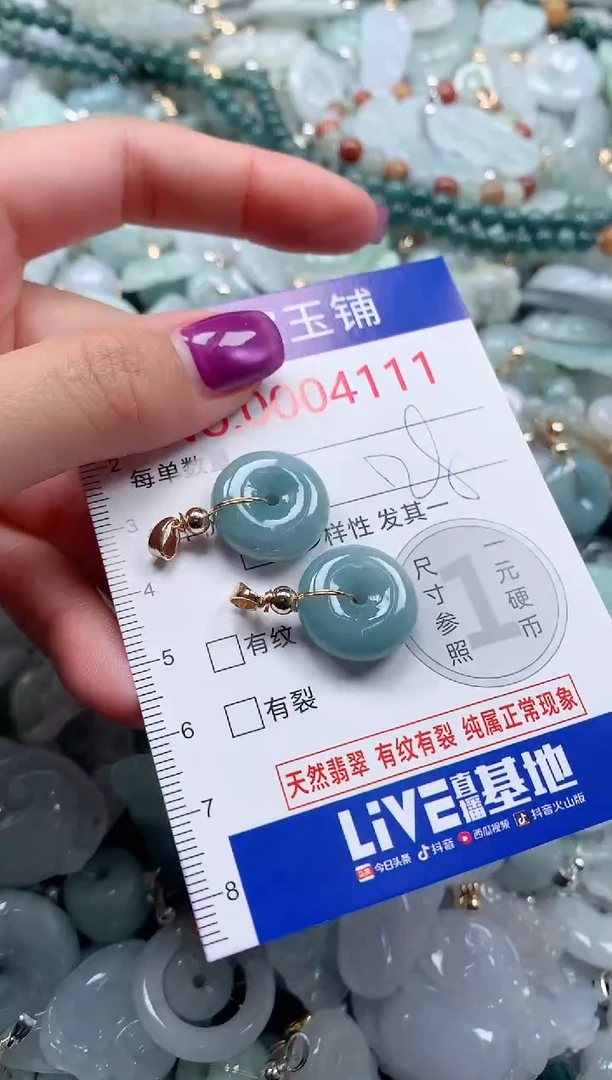 玉铺
0004111
每单数
样性 发其一
2
3
4
5
6
7
8
有纹
有裂
尺寸参照
1
一元硬币
天然翡翠 有纹有裂 纯属正常现象
LiVE直播基地
今日头条 抖音 西瓜视频 抖音火山版